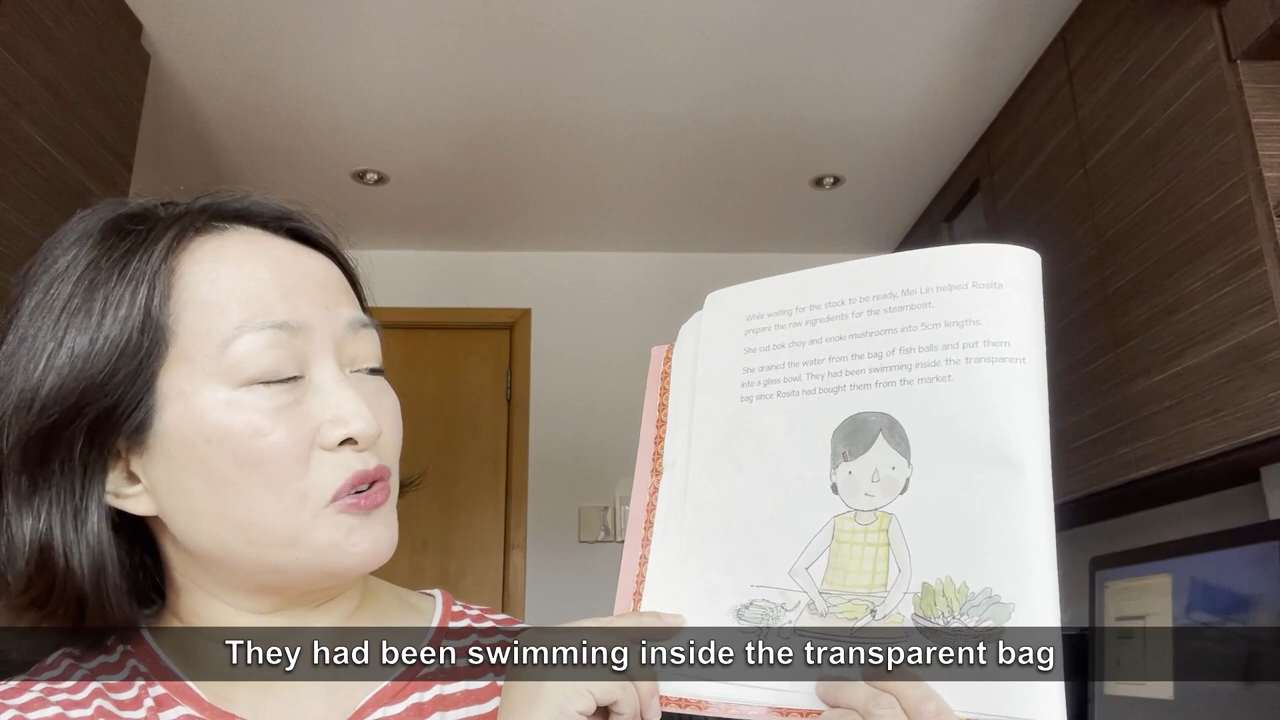 While waiting for the stock to be ready, Mei Lin helped Rosita
prepare the raw ingredients for the steamboat.
She cut bok choy and enoki mushrooms into 5cm lengths.
She drained the water from the bag of fish balls and put them
into a glass bowl. They had been swimming inside the transparent
bag since Rosita had bought them from the market.
They had been swimming inside the transparent bag